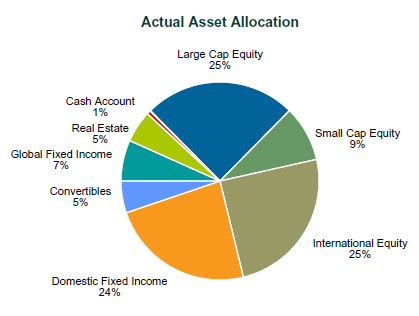 Actual Asset Allocation
Large Cap Equity
25%
Cash Account
1%
Real Estate
5%
Small Cap Equity
9%
Global Fixed Income
7%
Convertibles
5%
International Equity
25%
Domestic Fixed Income
24%